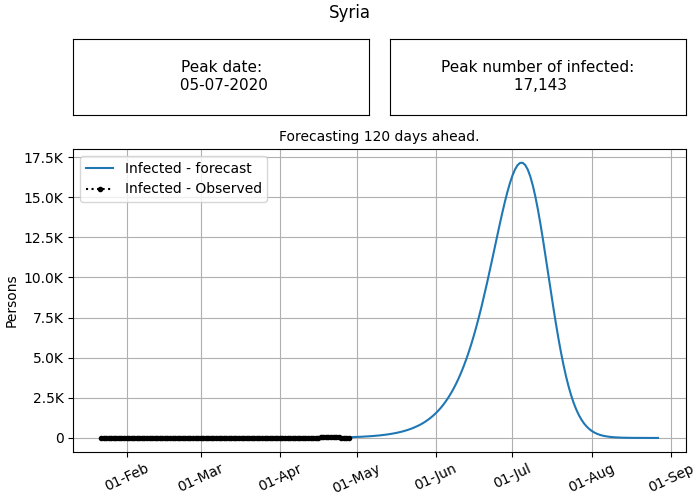 Syria
Peak date:
05-07-2020
Peak number of infected:
17,143
Forecasting 120 days ahead.
Infected - forecast
Infected - Observed
Persons
17.5K
15.0K
12.5K
10.0K
7.5K
5.0K
2.5K
0
01-Feb
01-Mar
01-Apr
01-May
01-Jun
01-Jul
01-Aug
01-Sep